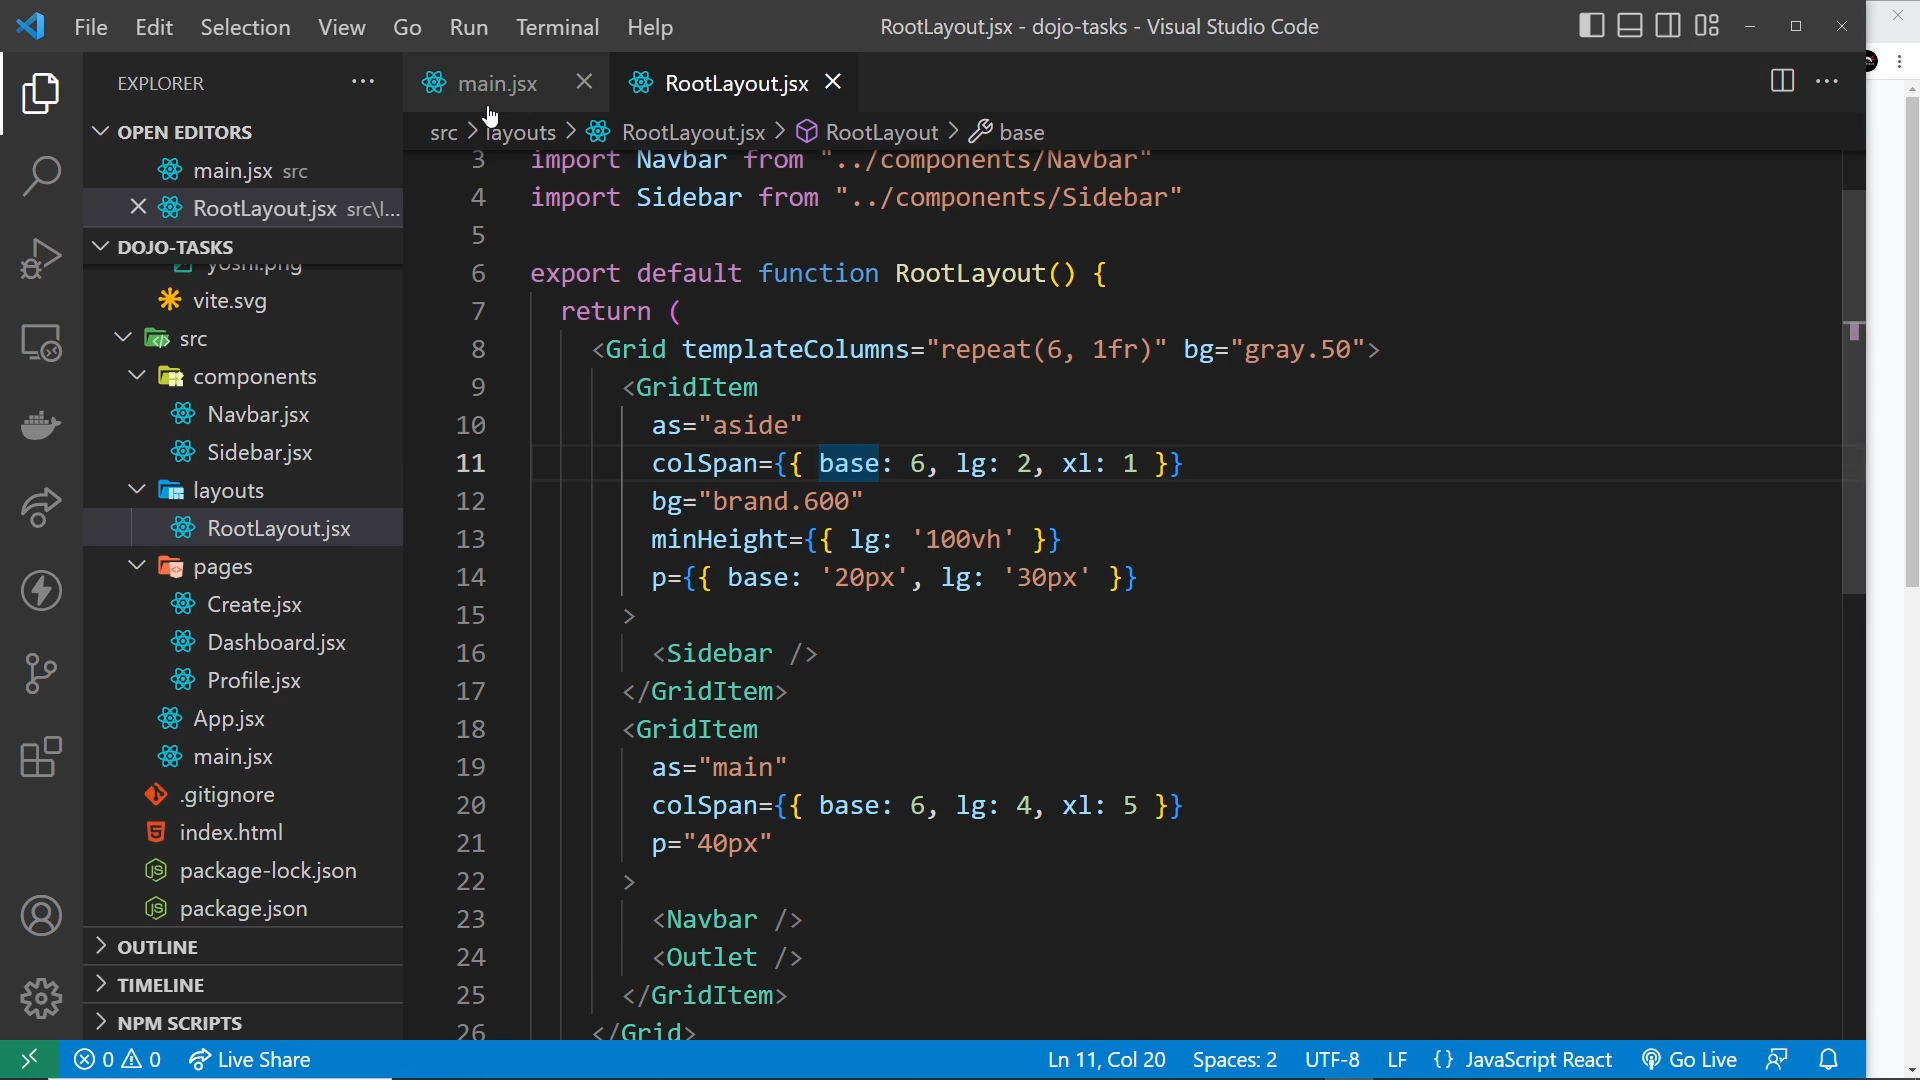 File Edit Selection View Go Run Terminal Help
RootLayout.jsx - dojo-tasks - Visual Studio Code
EXPLORER
OPEN EDITORS
main.jsx src
RootLayout.jsx src\l...
DOJO-TASKS
yoshi.png
vite.svg
src
components
Navbar.jsx
Sidebar.jsx
layouts
RootLayout.jsx
pages
Create.jsx
Dashboard.jsx
Profile.jsx
App.jsx
main.jsx
.gitignore
index.html
package-lock.json
package.json
OUTLINE
TIMELINE
NPM SCRIPTS
main.jsx
RootLayout.jsx
src > layouts > RootLayout.jsx > RootLayout > base
3 import Navbar from "../components/Navbar"
4 import Sidebar from "../components/Sidebar"
5
6 export default function RootLayout() {
7 return (
8 <Grid templateColumns="repeat(6, 1fr)" bg="gray.50">
9 <GridItem
10 as="aside"
11 colSpan={{ base: 6, lg: 2, xl: 1 }}
12 bg="brand.600"
13 minHeight={{ lg: '100vh' }}
14 p={{ base: '20px', lg: '30px' }}
15 >
16 <Sidebar />
17 </GridItem>
18 <GridItem
19 as="main"
20 colSpan={{ base: 6, lg: 4, xl: 5 }}
21 p="40px"
22 >
23 <Navbar />
24 <Outlet />
25 </GridItem>
26 </Grid>
0 0 Live Share
Ln 11, Col 20 Spaces: 2 UTF-8 LF {} JavaScript React Go Live